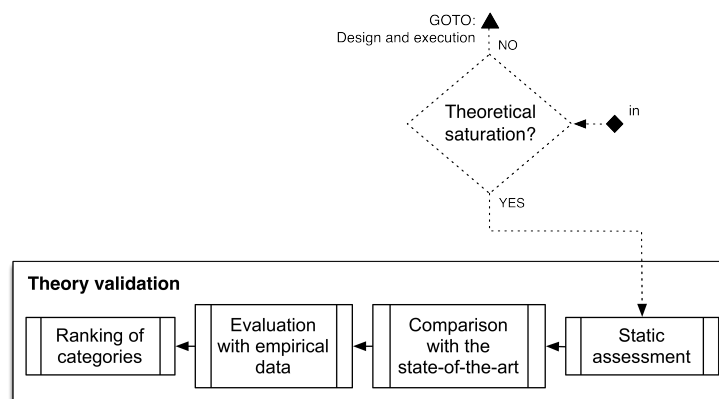 GOTO:
Design and execution
NO
Theoretical
saturation?
in
YES
Theory validation
Ranking of
categories
Evaluation
with empirical
data
Comparison
with the
state-of-the-art
Static
assessment